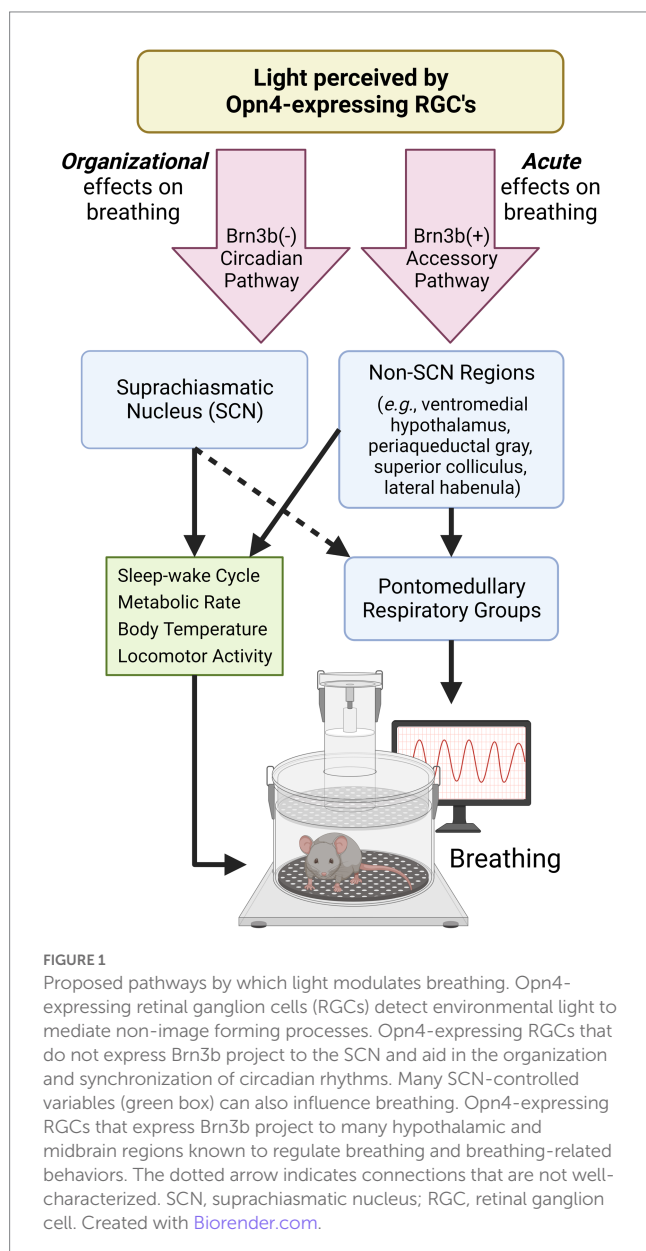 Light perceived by
Opn4-expressing RGC's
Organizational
effects on
breathing
Acute
effects on
breathing
Brn3b(-)
Circadian
Pathway
Brn3b(+)
Accessory
Pathway
Suprachiasmatic
Nucleus (SCN)
Non-SCN Regions
(e.g., ventromedial
hypothalamus,
periaqueductal gray,
superior colliculus,
lateral habenula)
Sleep-wake Cycle
Metabolic Rate
Body Temperature
Locomotor Activity
Pontomedullary
Respiratory Groups
Breathing
FIGURE 1
Proposed pathways by which light modulates breathing. Opn4-
expressing retinal ganglion cells (RGCs) detect environmental light to
mediate non-image forming processes. Opn4-expressing RGCs that
do not express Brn3b project to the SCN and aid in the organization
and synchronization of circadian rhythms. Many SCN-controlled
variables (green box) can also influence breathing. Opn4-expressing
RGCs that express Brn3b project to many hypothalamic and
midbrain regions known to regulate breathing and breathing-related
behaviors. The dotted arrow indicates connections that are not well-
characterized. SCN, suprachiasmatic nucleus; RGC, retinal ganglion
cell. Created with Biorender.com.